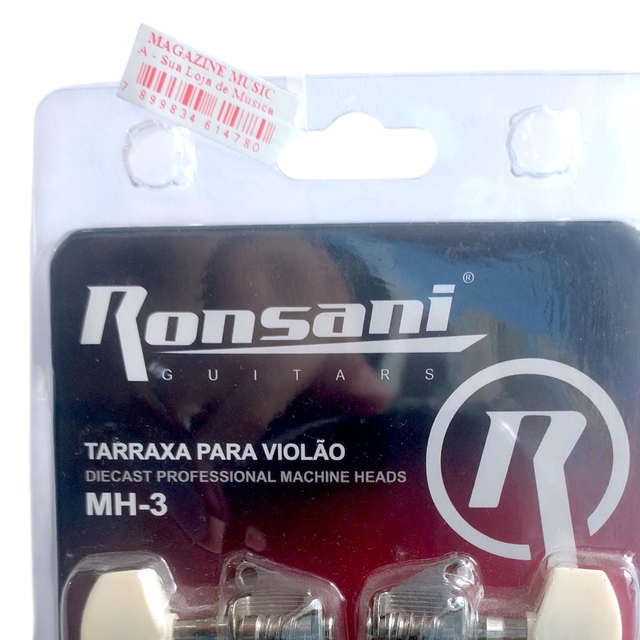 MAGAZINE MUSIC
A - Sua Loja de Musica
7 899834 614780
Ronsani®
GUITARS
R
TARRAXA PARA VIOLÃO
DIECAST PROFESSIONAL MACHINE HEADS
MH-3